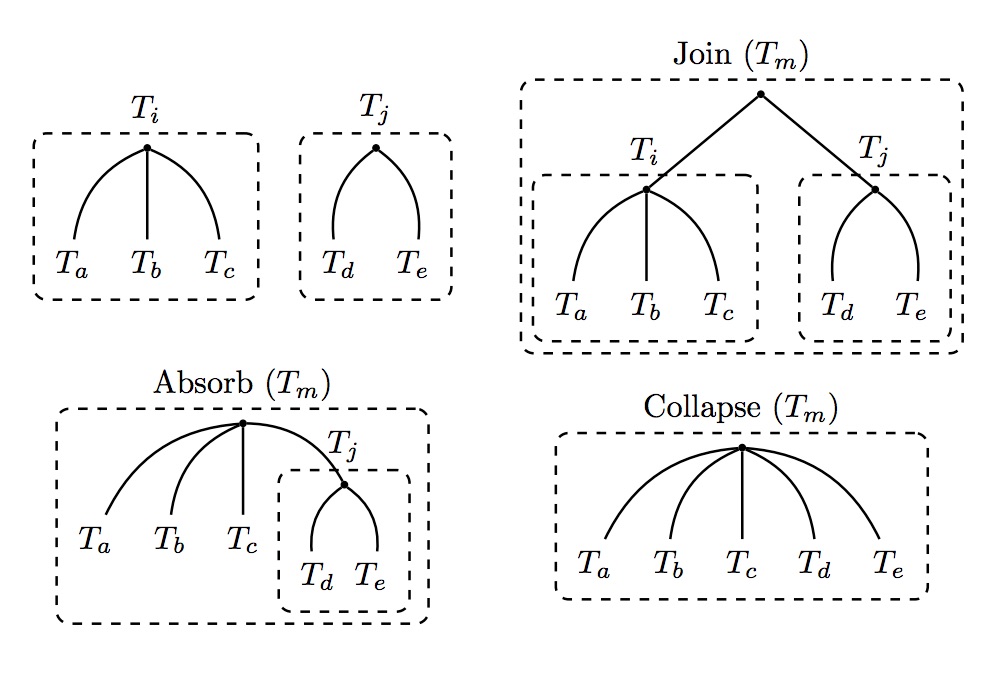 T_i
T_a T_b T_c
T_j
T_d T_e
Join (T_m)
T_i
T_a T_b T_c
T_j
T_d T_e
Absorb (T_m)
T_j
T_a T_b T_c
T_d T_e
Collapse (T_m)
T_a T_b T_c T_d T_e